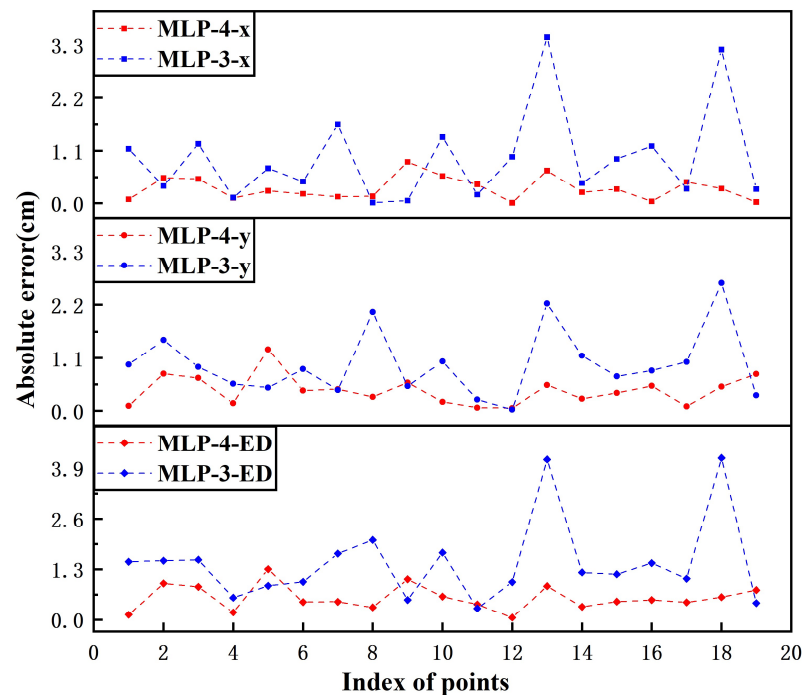 MLP-4-x
MLP-3-x
3.3
2.2
1.1
0.0
MLP-4-y
MLP-3-y
3.3
2.2
1.1
0.0
MLP-4-ED
MLP-3-ED
3.9
2.6
1.3
0.0
Absolute error(cm)
0 2 4 6 8 10 12 14 16 18 20
Index of points